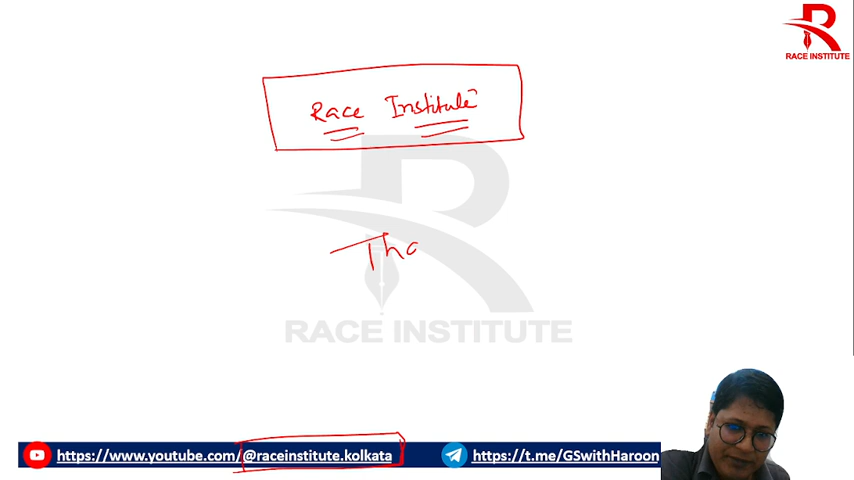 RACE INSTITUTE
Race Institute
Tha
RACE INSTITUTE
https://www.youtube.com/@raceinstitute.kolkata
https://t.me/GSwithHaroon